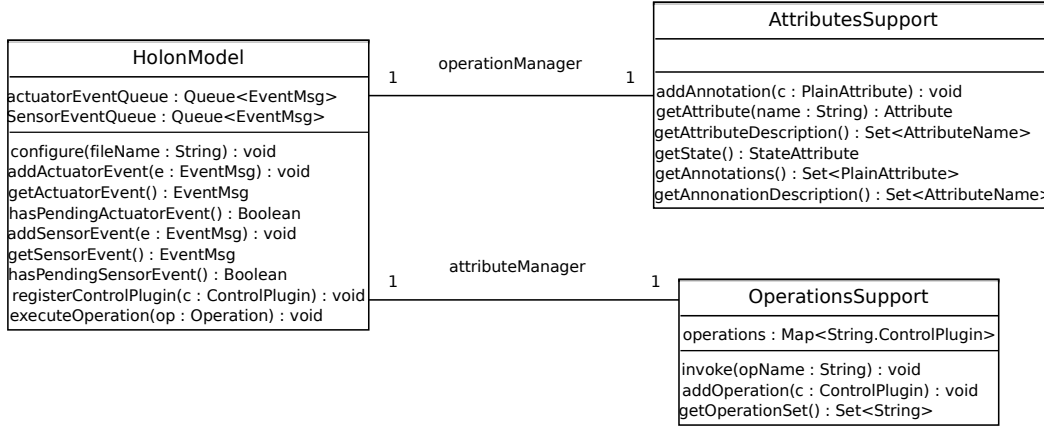 HolonModel
actuatorEventQueue : Queue<EventMsg>
SensorEventQueue : Queue<EventMsg>
configure(fileName : String) : void
addActuatorEvent(e : EventMsg) : void
getActuatorEvent() : EventMsg
hasPendingActuatorEvent() : Boolean
addSensorEvent(e : EventMsg) : void
getSensorEvent() : EventMsg
hasPendingSensorEvent() : Boolean
registerControlPlugin(c : ControlPlugin) : void
executeOperation(op : Operation) : void
operationManager
1
1
AttributesSupport
addAnnotation(c : PlainAttribute) : void
getAttribute(name : String) : Attribute
getAttributeDescription() : Set<AttributeName>
getState() : StateAttribute
getAnnotations() : Set<PlainAttribute>
getAnnonationDescription() : Set<AttributeName>
attributeManager
1
1
OperationsSupport
operations : Map<String.ControlPlugin>
invoke(opName : String) : void
addOperation(c : ControlPlugin) : void
getOperationSet() : Set<String>